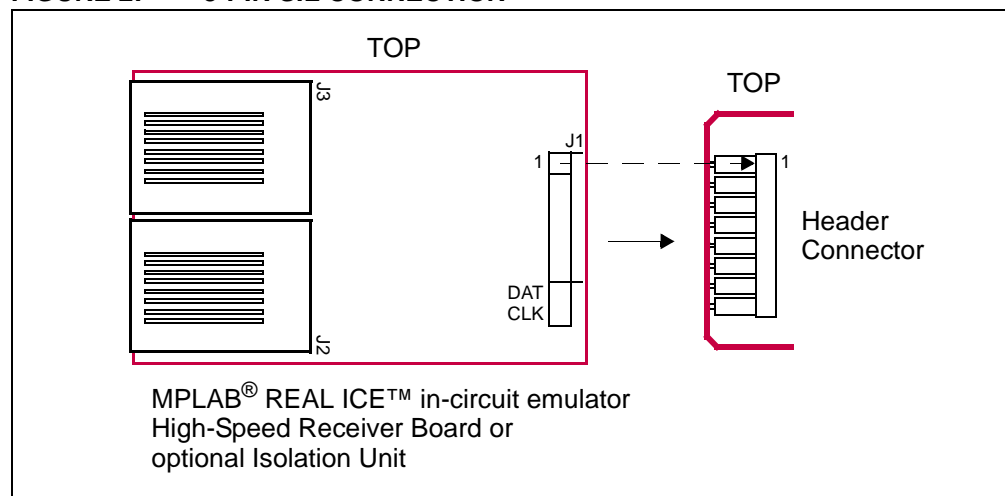 TOP
J3
TOP
J1
1
1
Header
Connector
DAT
CLK
J2
MPLAB® REAL ICE™ in-circuit emulator
High-Speed Receiver Board or
optional Isolation Unit